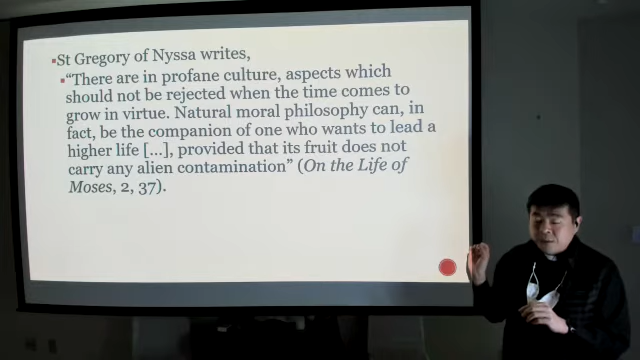 St Gregory of Nyssa writes,
“There are in profane culture, aspects which
should not be rejected when the time comes to
grow in virtue. Natural moral philosophy can, in
fact, be the companion of one who wants to lead a
higher life [...], provided that its fruit does not
carry any alien contamination” (On the Life of
Moses, 2, 37).